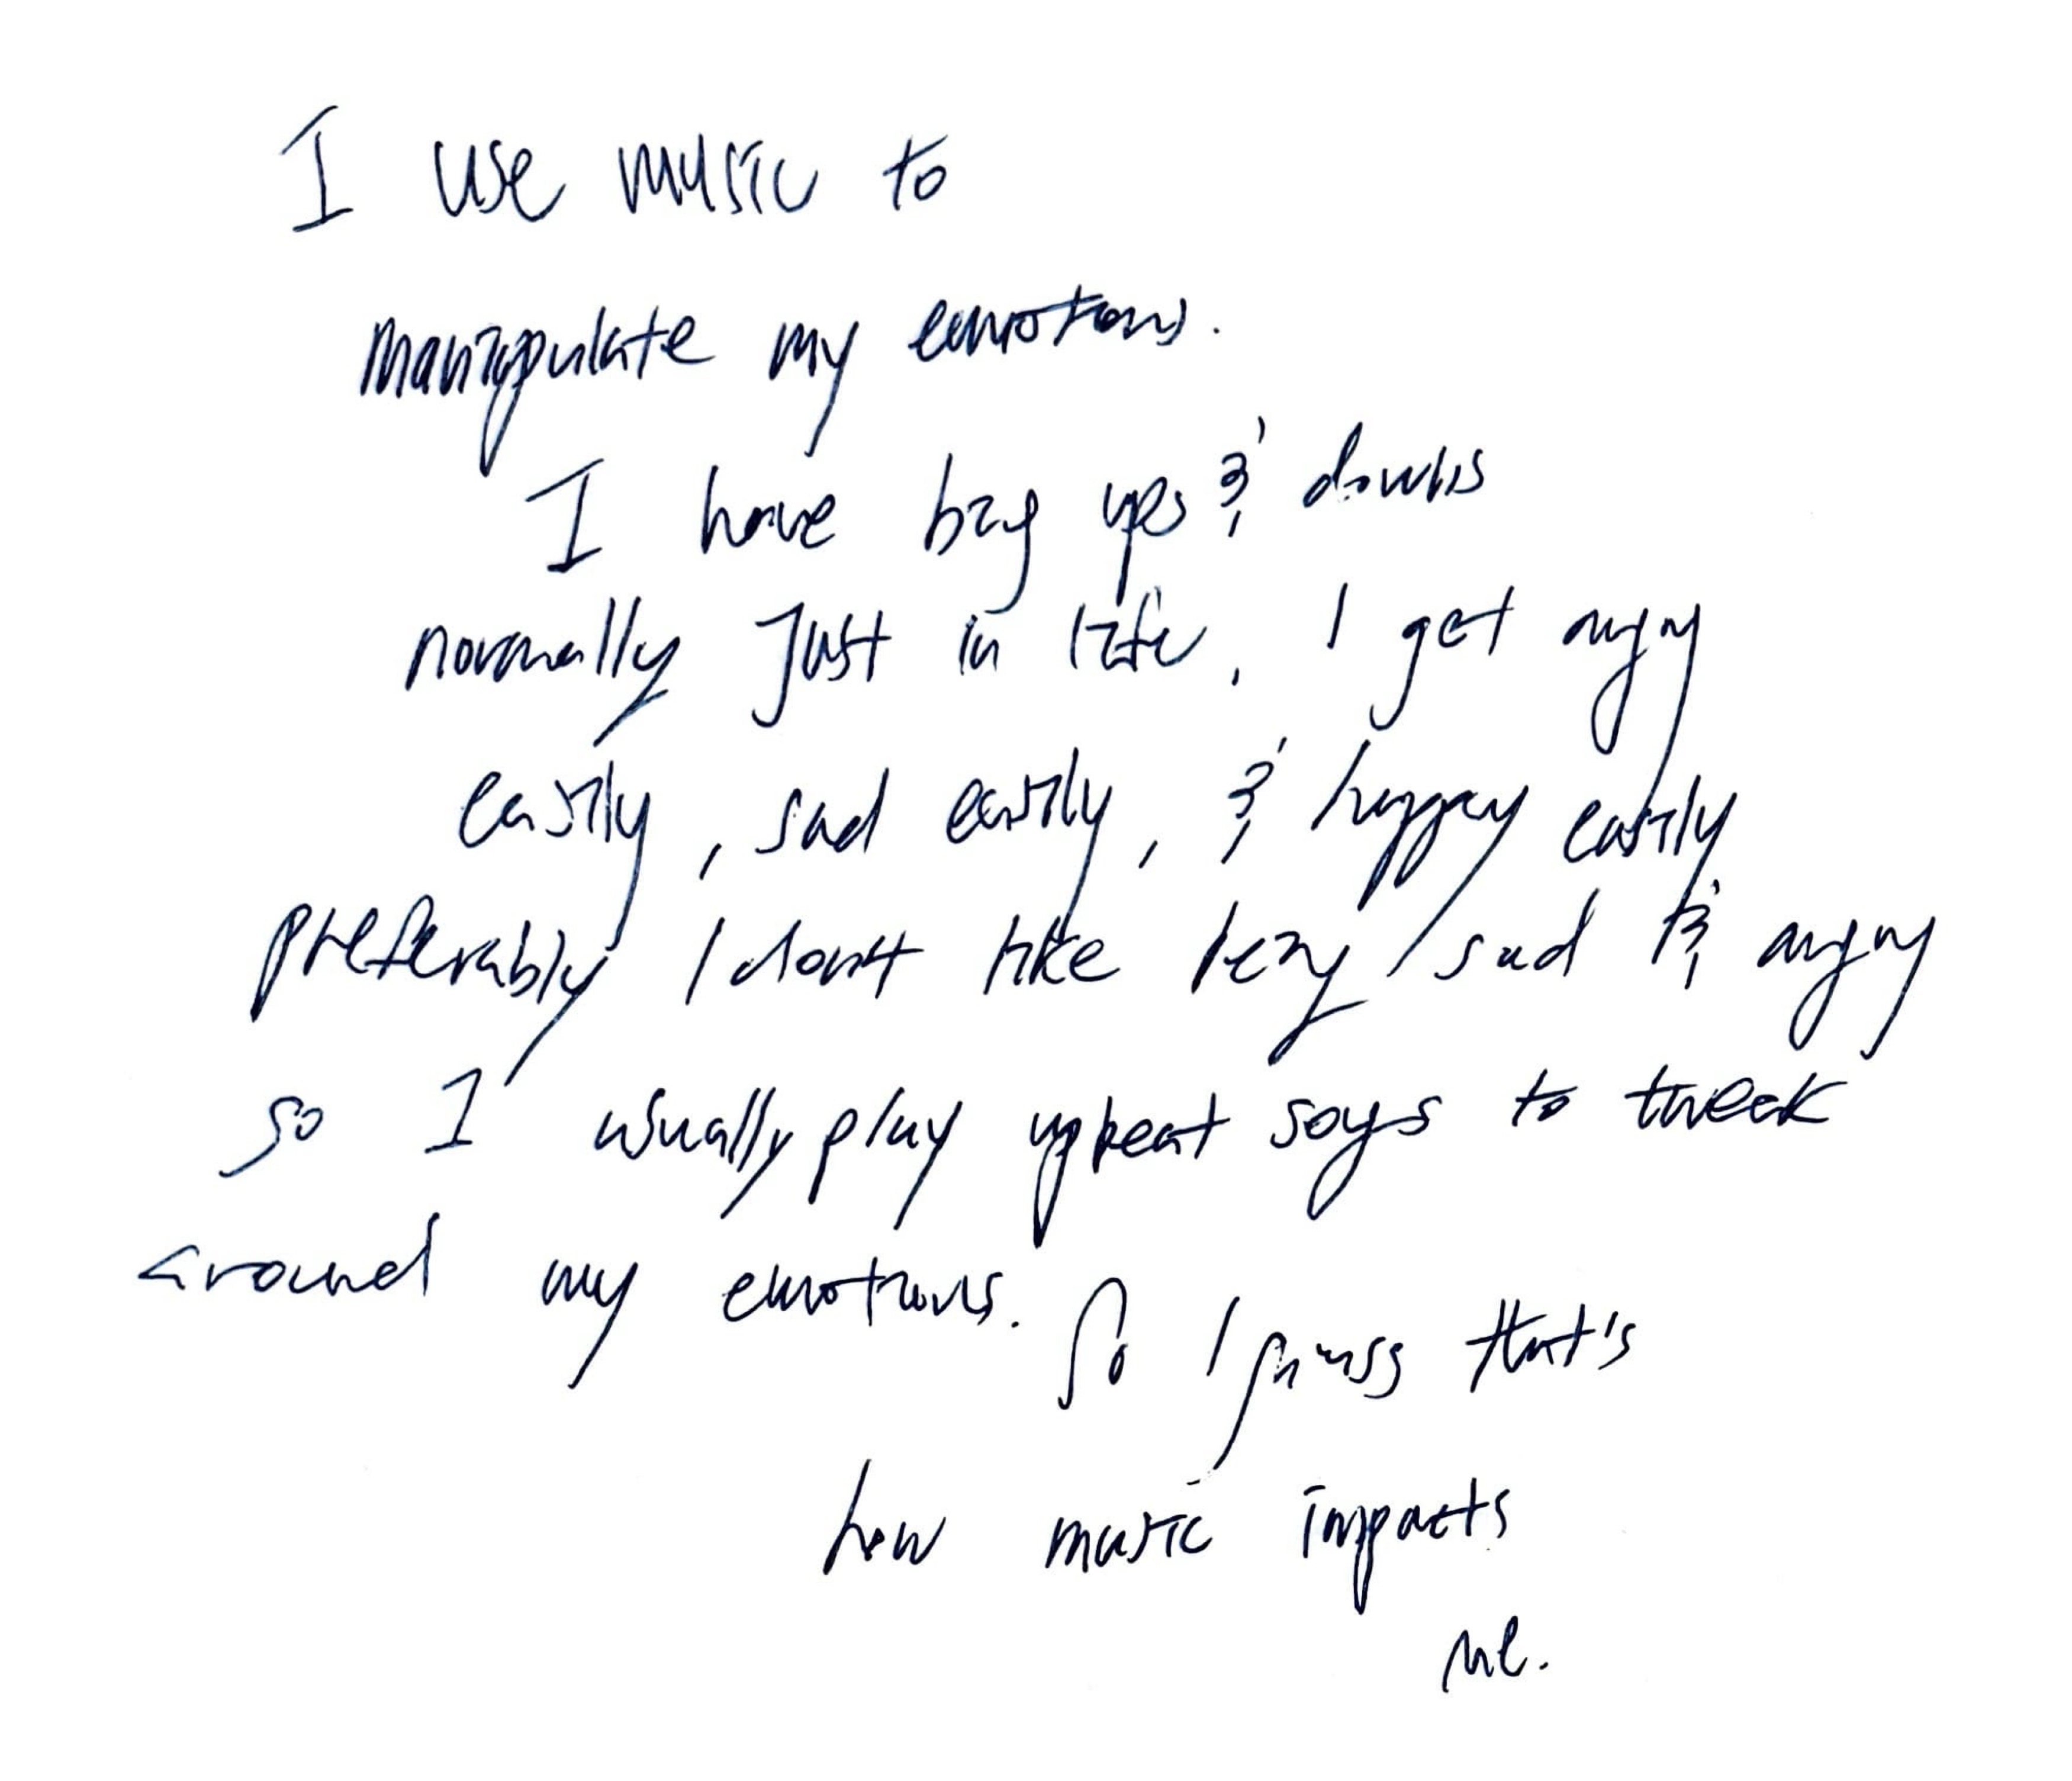 I use music to
manipulate my emotions.
I have big ups & downs
normally just in life, I get angry
easily, sad easily, & happy easily
preferably I don't like being sad & angry
so I usually play upbeat songs to tweak
around my emotions. So I guess that's
how music impacts
me.